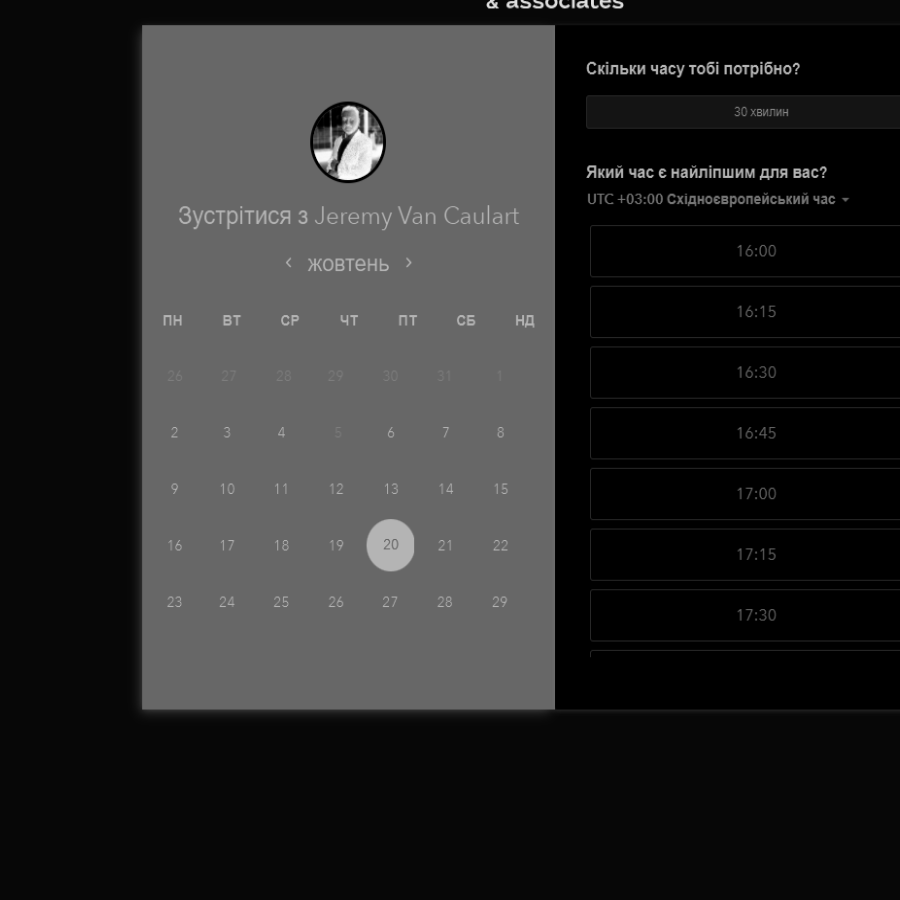 & associates
Зустрітися з Jeremy Van Caulart
жовтень
ПН ВТ СР ЧТ ПТ СБ НД
26 27 28 29 30 31 1
2 3 4 5 6 7 8
9 10 11 12 13 14 15
16 17 18 19 20 21 22
23 24 25 26 27 28 29
Скільки часу тобі потрібно?
30 хвилин
Який час є найліпшим для вас?
UTC +03:00 Східноєвропейський час
16:00
16:15
16:30
16:45
17:00
17:15
17:30